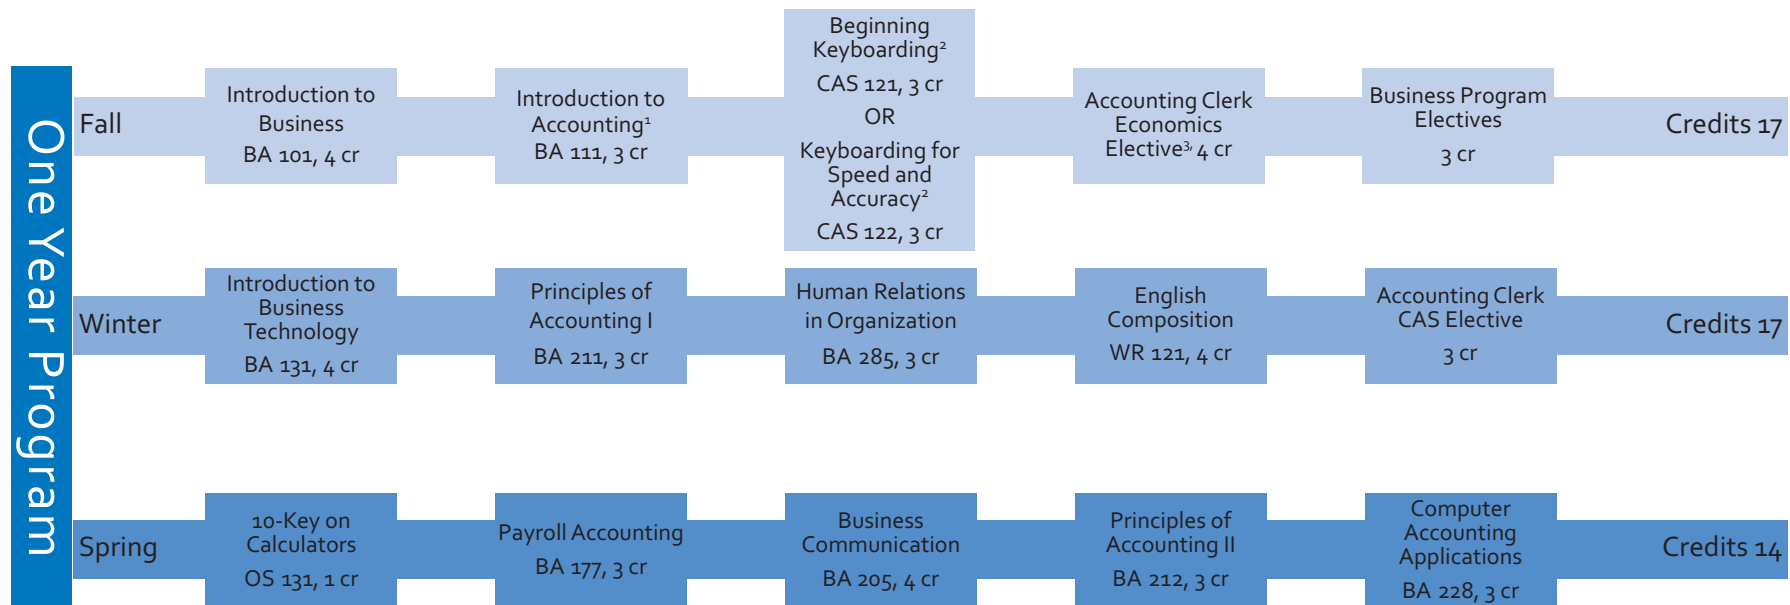 One Year Program
Fall
Introduction to
Business
BA 101, 4 cr
Introduction to
Accounting¹
BA 111, 3 cr
Beginning
Keyboarding²
CAS 121, 3 cr
OR
Keyboarding for
Speed and
Accuracy²
CAS 122, 3 cr
Accounting Clerk
Economics
Elective³, 4 cr
Business Program
Electives
3 cr
Credits 17
Winter
Introduction to
Business
Technology
BA 131, 4 cr
Principles of
Accounting I
BA 211, 3 cr
Human Relations
in Organization
BA 285, 3 cr
English
Composition
WR 121, 4 cr
Accounting Clerk
CAS Elective
3 cr
Credits 17
Spring
10-Key on
Calculators
OS 131, 1 cr
Payroll Accounting
BA 177, 3 cr
Business
Communication
BA 205, 4 cr
Principles of
Accounting II
BA 212, 3 cr
Computer
Accounting
Applications
BA 228, 3 cr
Credits 14